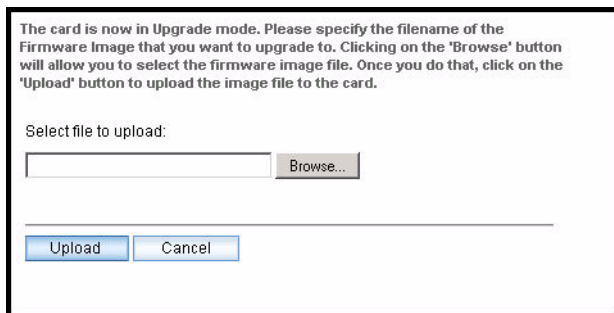 The card is now in Upgrade mode. Please specify the filename of the
Firmware Image that you want to upgrade to. Clicking on the 'Browse' button
will allow you to select the firmware image file. Once you do that, click on the
'Upload' button to upload the image file to the card.
Select file to upload:
Browse...
Upload Cancel